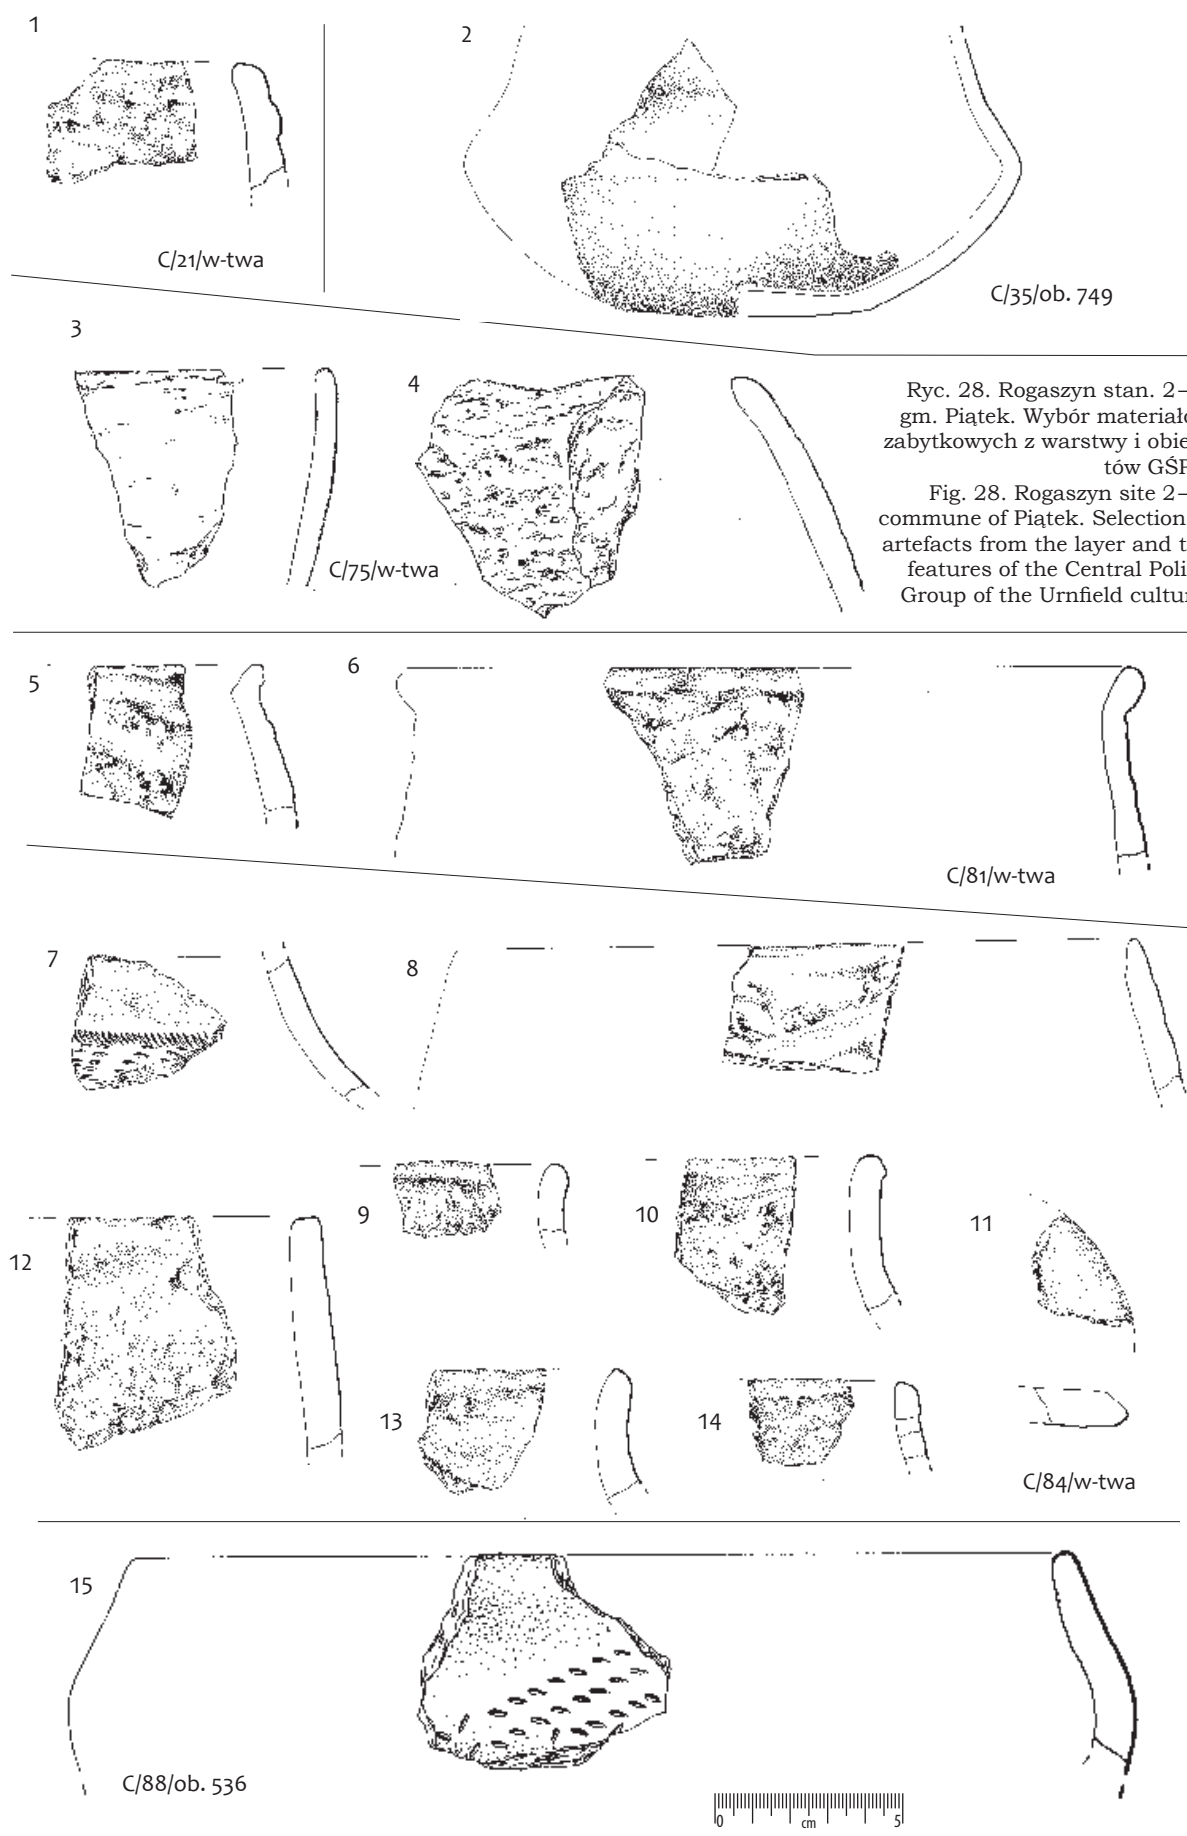 1
2
C/21/w-twa
C/35/ob. 749
3
4
C/75/w-twa
Ryc. 28. Rogaszyn stan. 2–
gm. Piątek. Wybór materiałó
zabytkowych z warstwy i obie
tów GŚP
Fig. 28. Rogaszyn site 2–
commune of Piątek. Selection
artefacts from the layer and t
features of the Central Poli
Group of the Urnfield cultur
5
6
C/81/w-twa
7
8
9
10
11
12
13
14
C/84/w-twa
15
C/88/ob. 536
0 cm 5